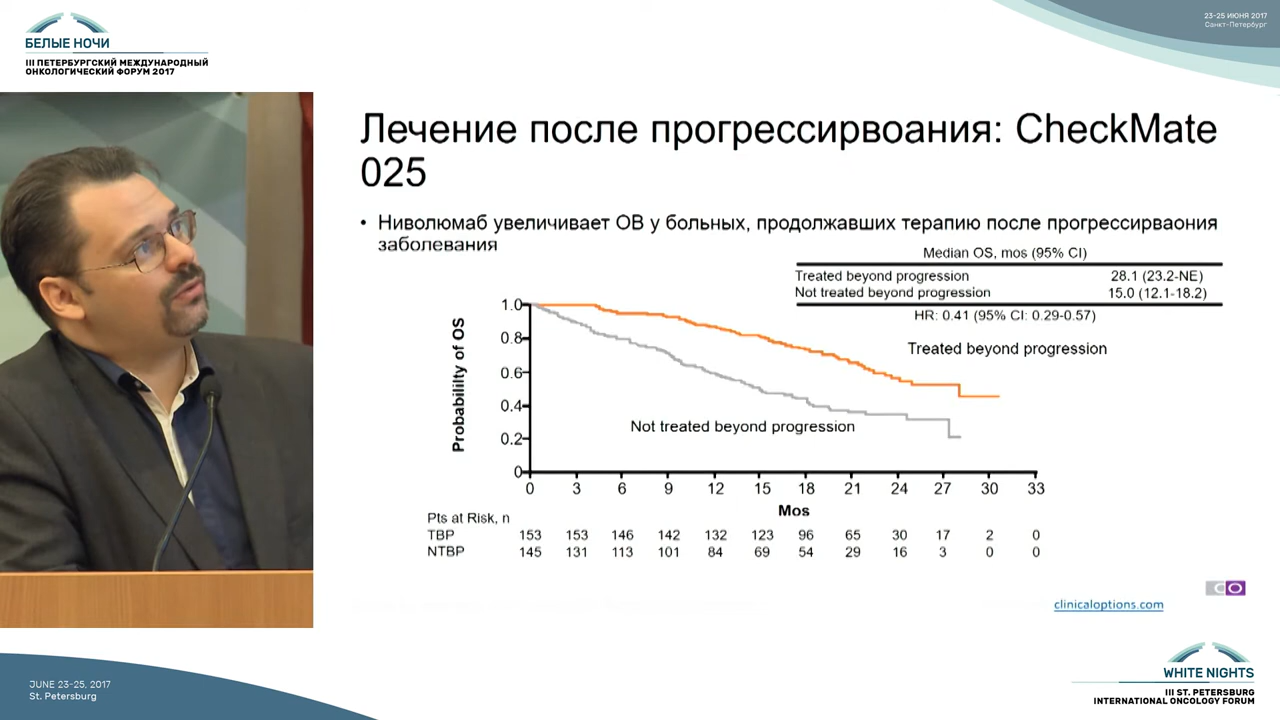 БЕЛЫЕ НОЧИ
III ПЕТЕРБУРГСКИЙ МЕЖДУНАРОДНЫЙ
ОНКОЛОГИЧЕСКИЙ ФОРУМ 2017
23-25 ИЮНЯ 2017
Санкт-Петербург
Лечение после прогрессирвоания: CheckMate
025
• Ниволюмаб увеличивает ОВ у больных, продолжавших терапию после прогрессирваония
заболевания
Median OS, mos (95% CI)
Treated beyond progression 28.1 (23.2-NE)
Not treated beyond progression 15.0 (12.1-18.2)
HR: 0.41 (95% CI: 0.29-0.57)
Treated beyond progression
Not treated beyond progression
Probabililty of OS
1.0
0.8
0.6
0.4
0.2
0
0 3 6 9 12 15 18 21 24 27 30 33
Mos
Pts at Risk, n
TBP 153 153 146 142 132 123 96 65 30 17 2 0
NTBP 145 131 113 101 84 69 54 29 16 3 0 0
CO
clinicaloptions.com
JUNE 23-25, 2017
St. Petersburg
WHITE NIGHTS
III ST. PETERSBURG
INTERNATIONAL ONCOLOGY FORUM